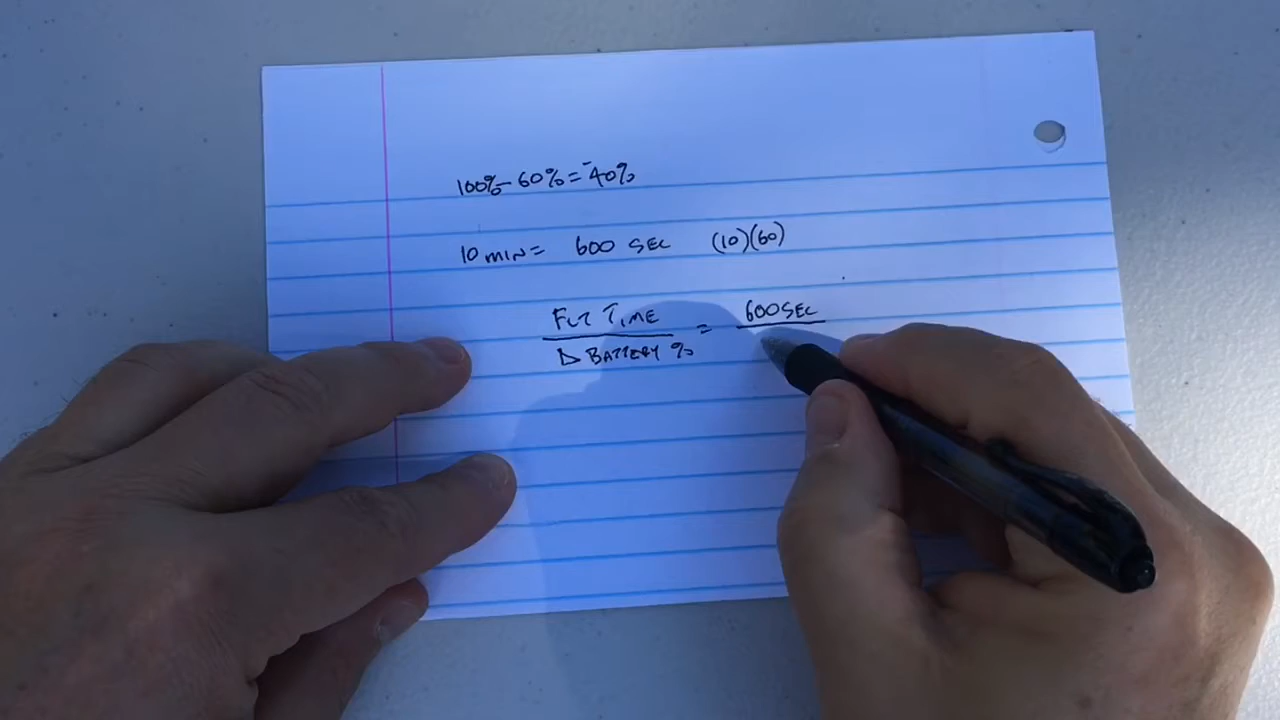 100% - 60% = -40%
10 MIN = 600 SEC (10)(60)
FLT TIME = 600 SEC
Δ BATTERY %